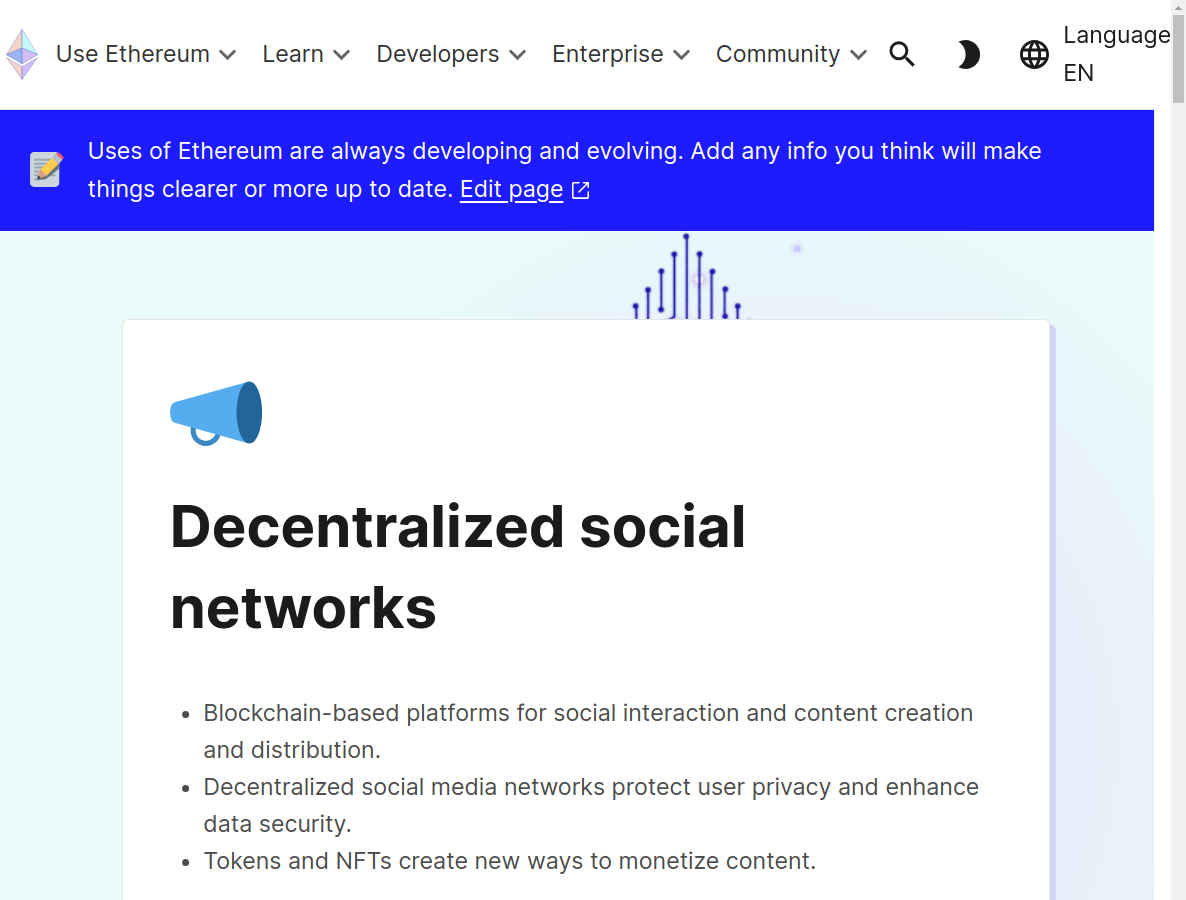 Use Ethereum Learn Developers Enterprise Community Language EN
Uses of Ethereum are always developing and evolving. Add any info you think will make
things clearer or more up to date. Edit page
Decentralized social
networks
• Blockchain-based platforms for social interaction and content creation
and distribution.
• Decentralized social media networks protect user privacy and enhance
data security.
• Tokens and NFTs create new ways to monetize content.